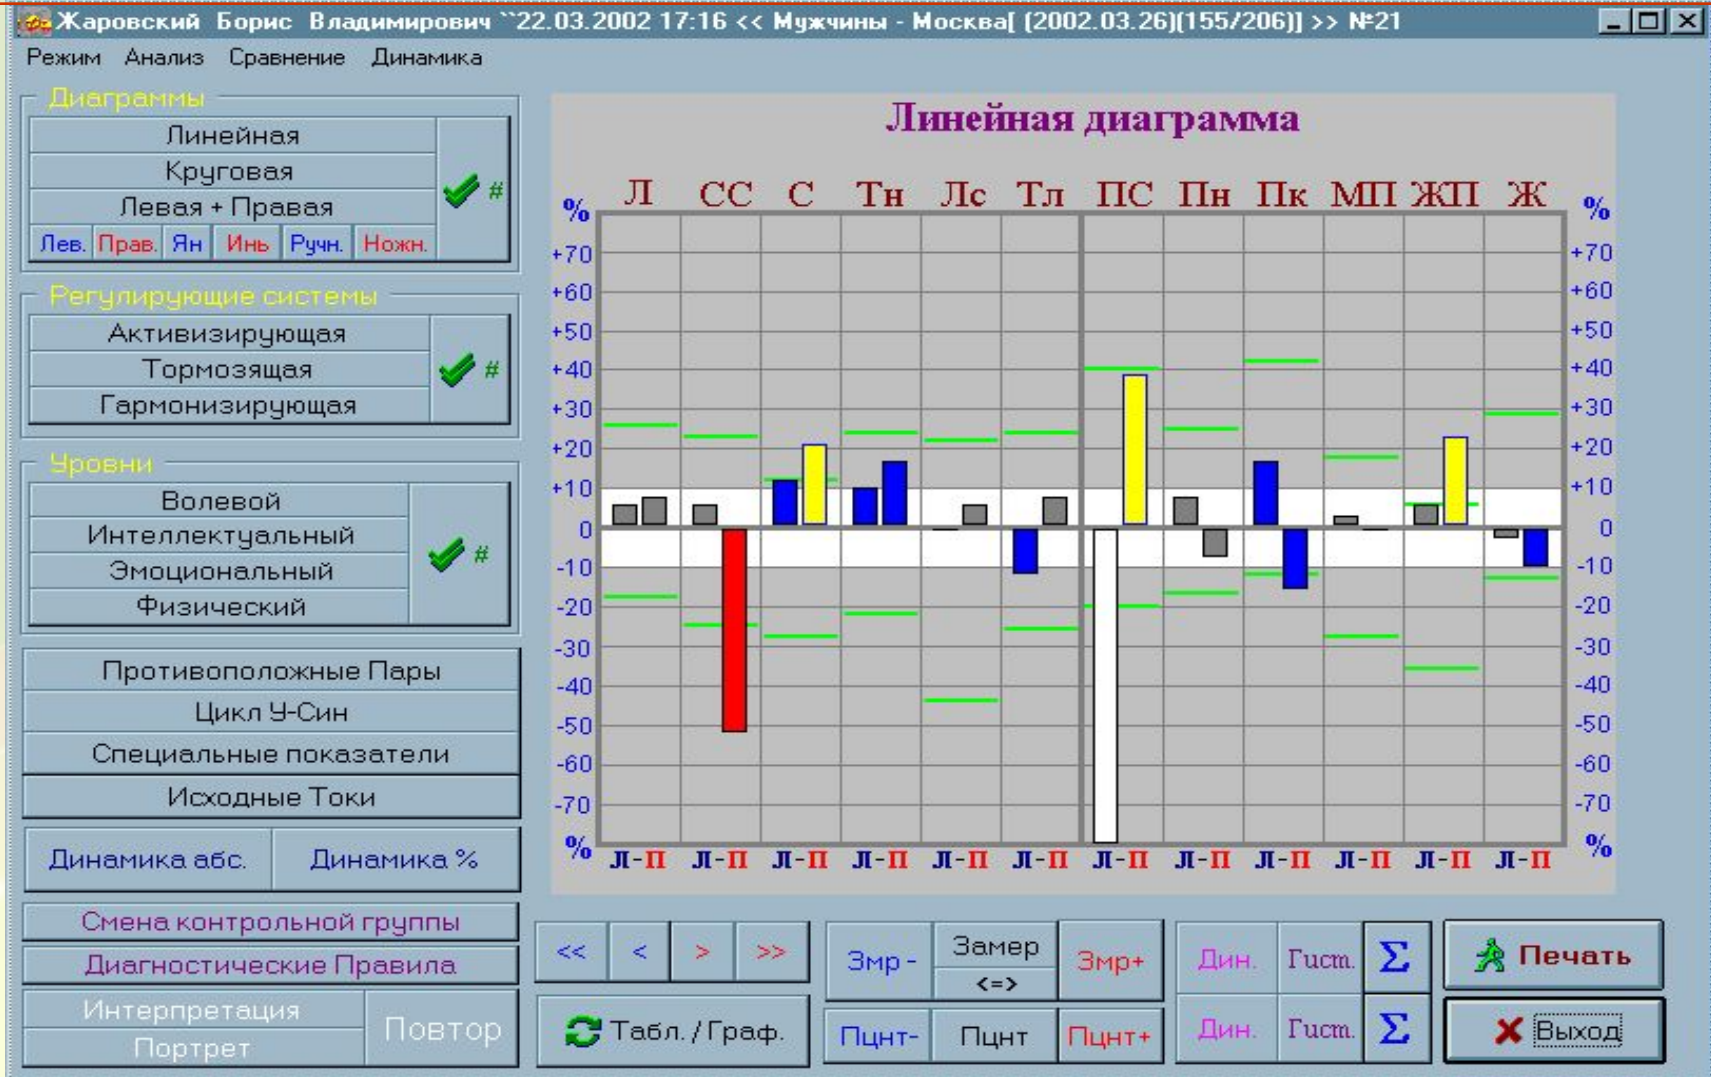 Жаровский Борис Владимирович ``22.03.2002 17:16 << Мужчины - Москва[ (2002.03.26)(155/206)] >> №21
Режим Анализ Сравнение Динамика
Диаграммы
Линейная
Круговая
Левая + Правая
#
Лев. Прав. Ян Инь Ручн. Ножн.
Регулирующие системы
Активизирующая
Тормозящая
#
Гармонизирующая
Уровни
Волевой
Интеллектуальный
#
Эмоциональный
Физический
Противоположные Пары
Цикл У-Син
Специальные показатели
Исходные Токи
Динамика абс. Динамика %
Смена контрольной группы
Диагностические Правила
Интерпретация
Портрет
Повтор
Линейная диаграмма
% Л СС С Тн Лс Тл ПС Пн Пк МП ЖП Ж %
+70 +70
+60 +60
+50 +50
+40 +40
+30 +30
+20 +20
+10 +10
0 0
-10 -10
-20 -20
-30 -30
-40 -40
-50 -50
-60 -60
-70 -70
% Л-П Л-П Л-П Л-П Л-П Л-П Л-П Л-П Л-П Л-П Л-П Л-П %
<< < > >>
Табл. / Граф.
Змр - Замер Змр+
<=>
Пцнт- Пцнт Пцнт+
Дин. Гист. Σ
Дин. Гист. Σ
Печать
Выход